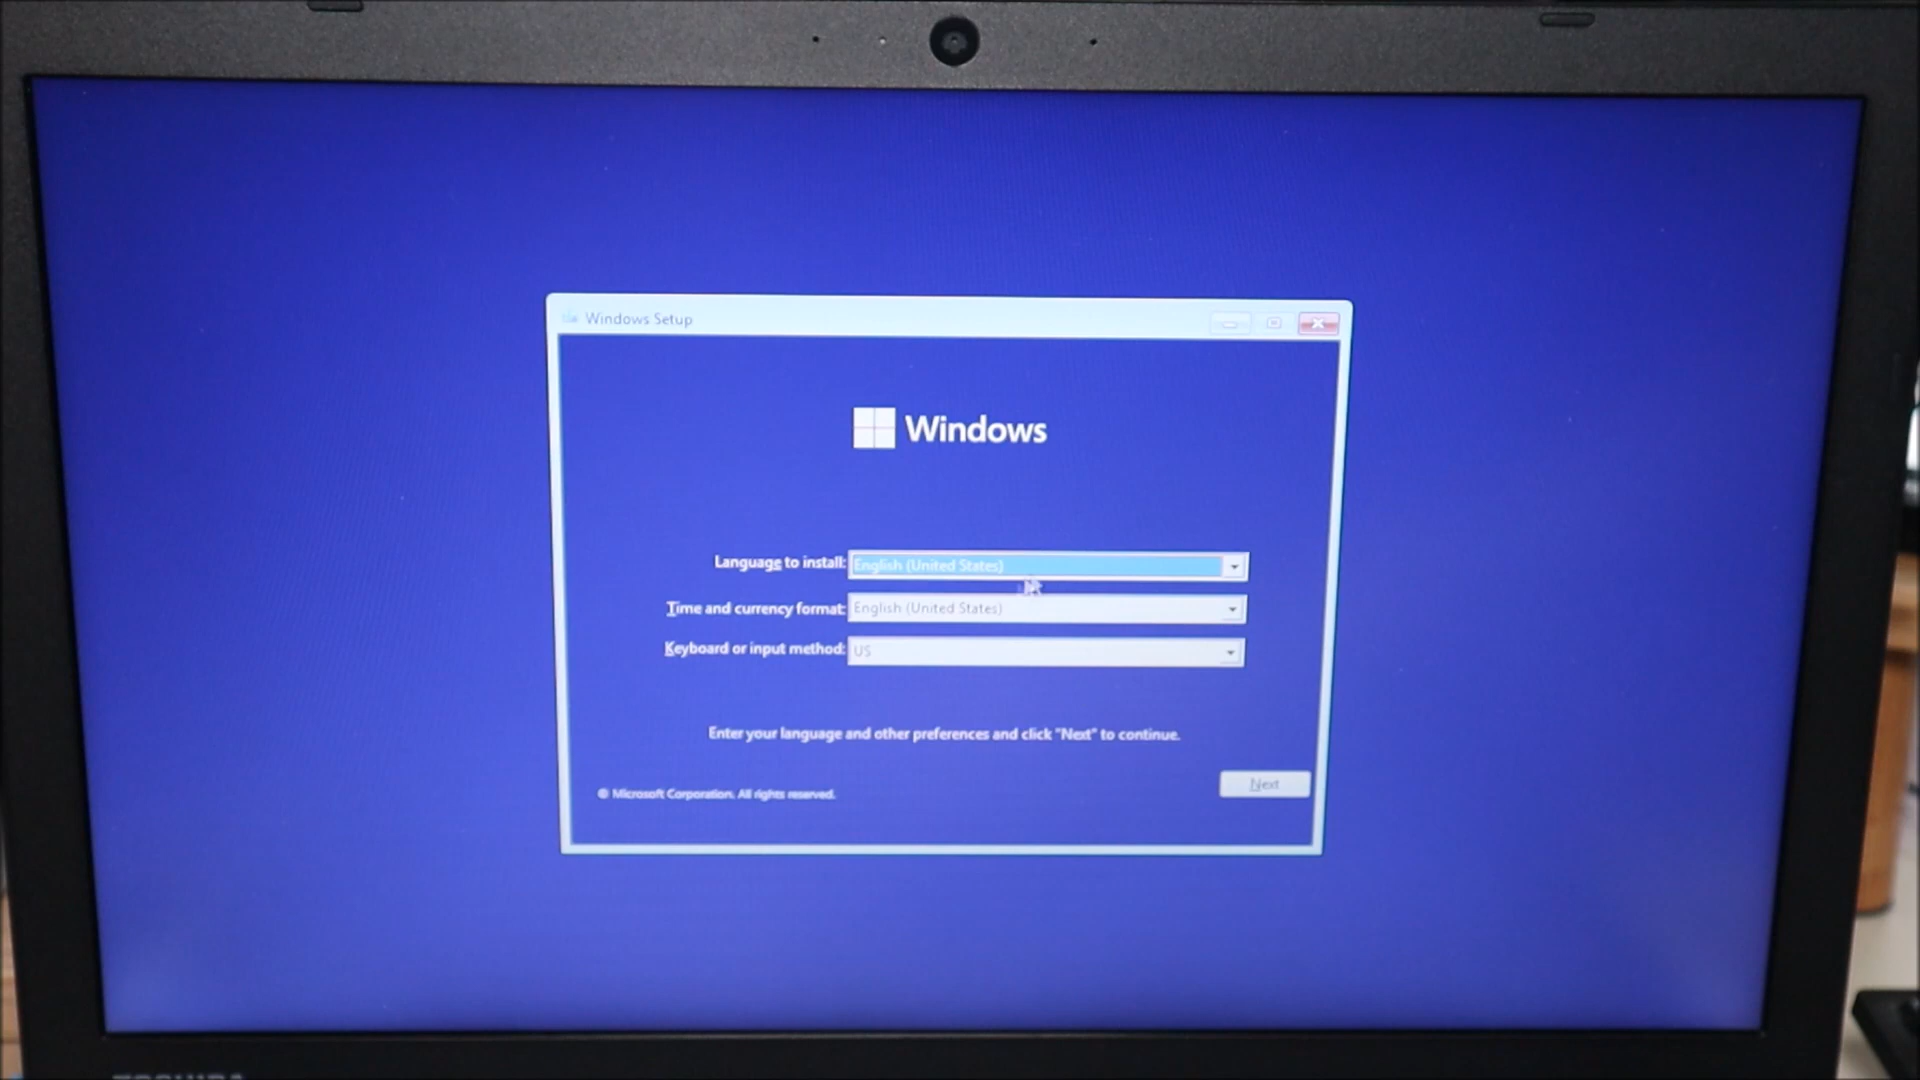 Windows Setup
Windows
Language to install: English (United States)
Time and currency format: English (United States)
Keyboard or input method: US
Enter your language and other preferences and click "Next" to continue.
© Microsoft Corporation. All rights reserved.
Next
TOSHIBA